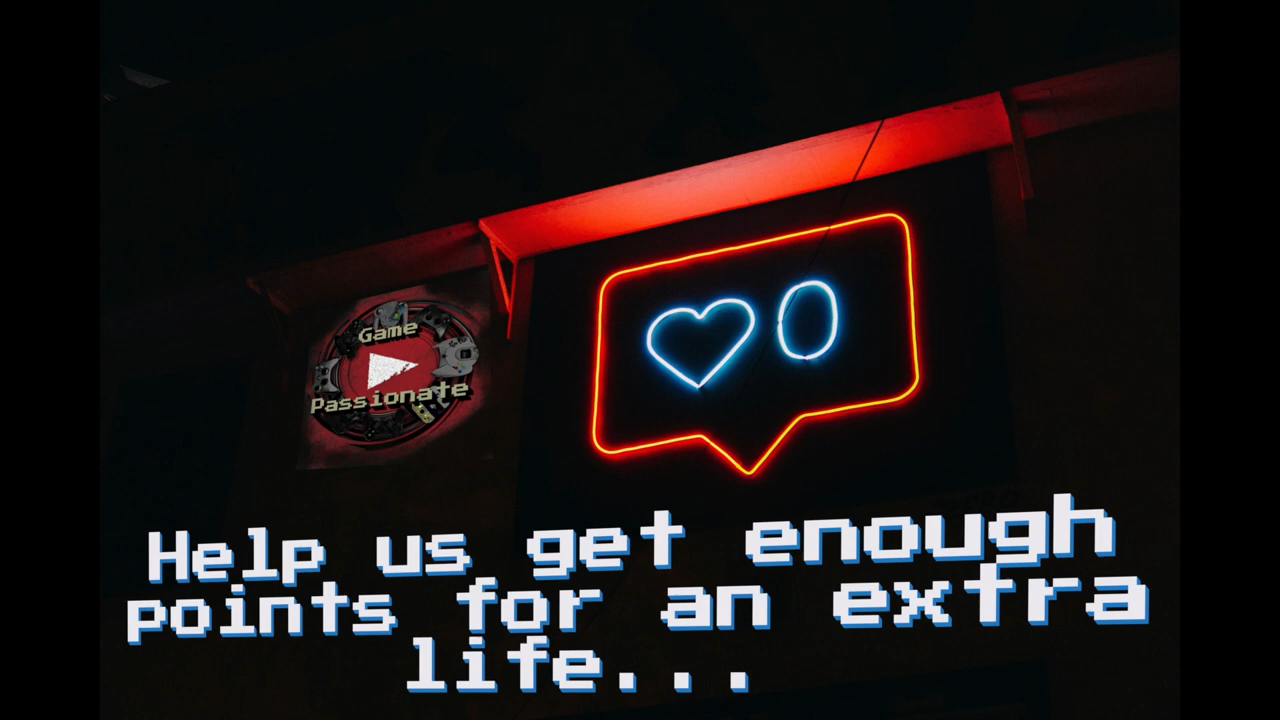 Game
Passionate
0
Help us get enough
points for an extra
life...